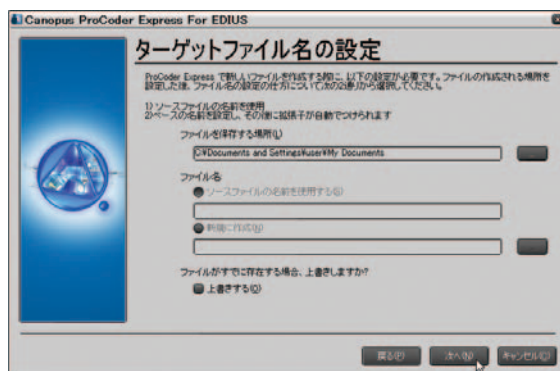 Canopus ProCoder Express For EDIUS
ターゲットファイル名の設定
ProCoder Express で新しいファイルを作成する際に、以下の設定が必要です。ファイルの作成される場所を
設定した後、ファイル名の設定の仕方について次の2通りから選択してください。
1) ソースファイルの名前を使用
2)ベースの名前を設定し、その後に拡張子が自動でつけられます
ファイルを保存する場所(L)
C:¥Documents and Settings¥user¥My Documents
...
ファイル名
ソースファイルの名前を使用する(S)
新規に作成(N)
ファイルがすでに存在する場合、上書きしますか?
上書きする(O)
戻る(P) 次へ(N) キャンセル(C)